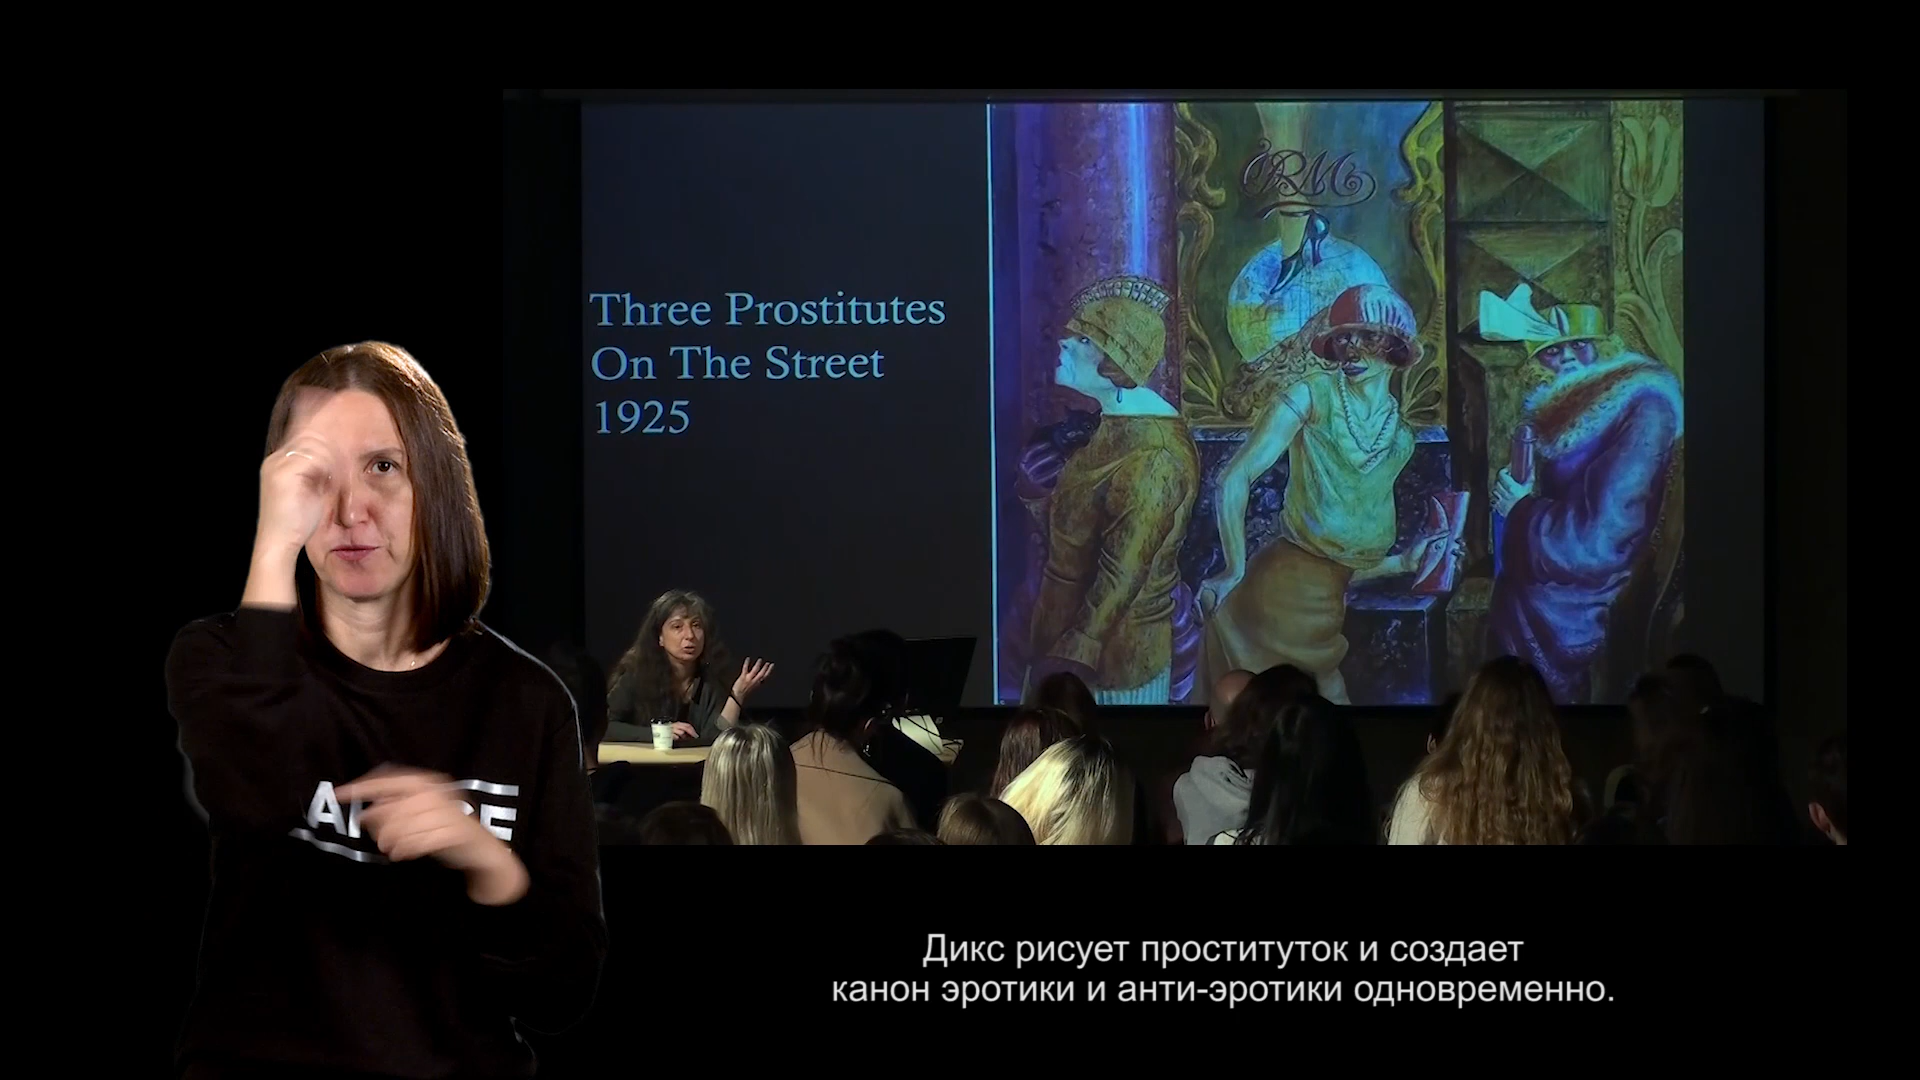 Three Prostitutes
On The Street
1925
Дикс рисует проституток и создает
канон эротики и анти-эротики одновременно.